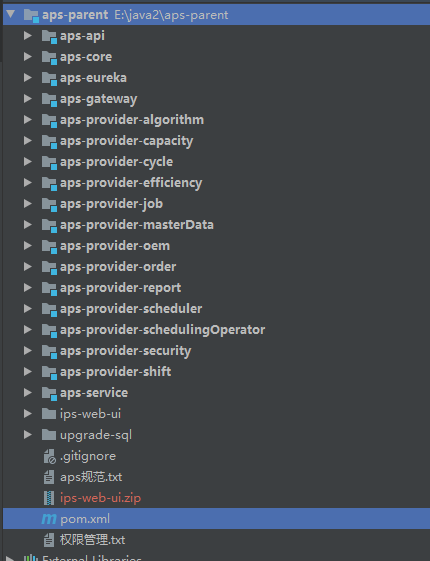 aps-parent E:\java2\aps-parent
aps-api
aps-core
aps-eureka
aps-gateway
aps-provider-algorithm
aps-provider-capacity
aps-provider-cycle
aps-provider-efficiency
aps-provider-job
aps-provider-masterData
aps-provider-oem
aps-provider-order
aps-provider-report
aps-provider-scheduler
aps-provider-schedulingOperator
aps-provider-security
aps-provider-shift
aps-service
ips-web-ui
upgrade-sql
.gitignore
aps规范.txt
ips-web-ui.zip
pom.xml
权限管理.txt
External Libraries